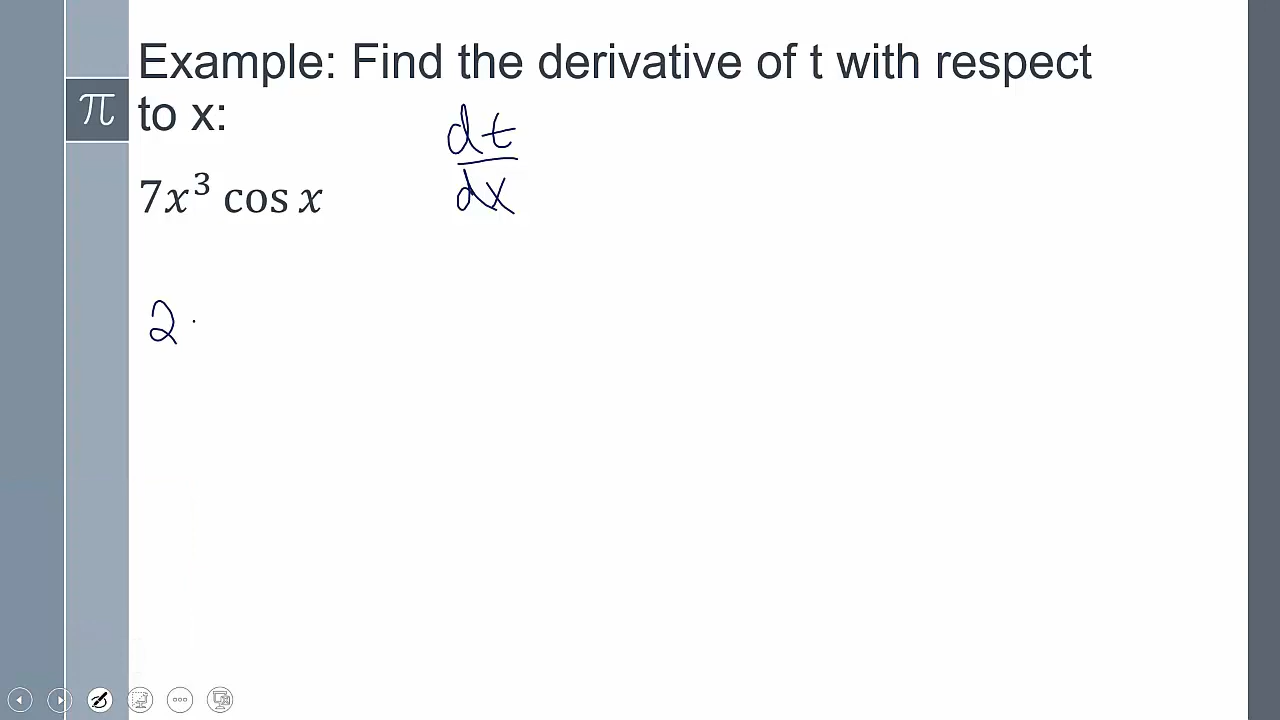 Example: Find the derivative of t with respect
to x:
π
dt
dx
7x³ cos x
2 ·